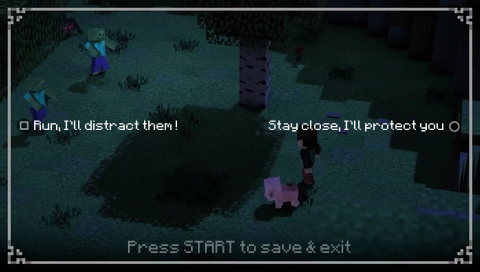 Run, I'll distract them!
Stay close, I'll protect you
Press START to save & exit